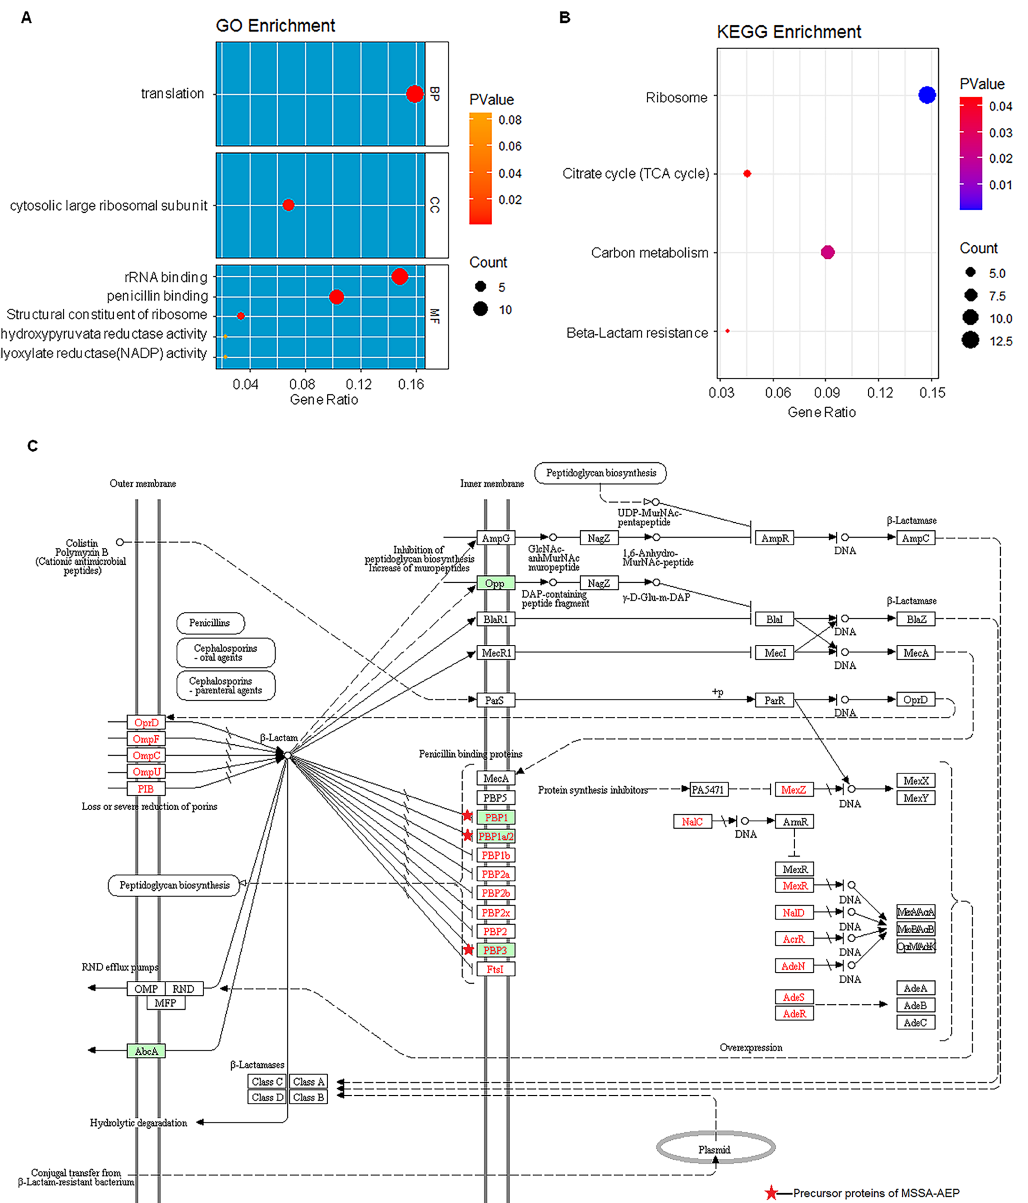 A
GO Enrichment
translation
BP
cytosolic large ribosomal subunit
CC
rRNA binding
penicillin binding
Structural constituent of ribosome
hydroxypyruvata reductase activity
lyoxylate reductase(NADP) activity
MF
0.04 0.08 0.12 0.16
Gene Ratio
PValue
0.08
0.06
0.04
0.02
Count
5
10
B
KEGG Enrichment
Ribosome
Citrate cycle (TCA cycle)
Carbon metabolism
Beta-Lactam resistance
0.03 0.06 0.09 0.12 0.15
Gene Ratio
PValue
0.04
0.03
0.02
0.01
Count
5.0
7.5
10.0
12.5
C
Outer membrane
Inner membrane
Peptidoglycan biosynthesis
UDP-MurNAc-
pentapeptide
Colistin
Polymyxin B
(Cationic antimicrobial
peptides)
Inhibition of
peptidoglycan biosynthesis
Increase of muropeptides
AmpG
GlcNAc-
anhMurNAc
muropeptide
NagZ
1,6-Anhydro-
MurNAc-peptide
AmpR
DNA
β-Lactamase
AmpC
Opp
DAP-containing
peptide fragment
NagZ
γ-D-Glu-m-DAP
BlaR1
BlaI
DNA
β-Lactamase
BlaZ
MecR1
MecI
DNA
MecA
ParS
+p
ParR
DNA
OprD
Penicillins
Cephalosporins
- oral agents
Cephalosporins
- parenteral agents
OprD
OmpF
OmpC
OmpU
PIB
Loss or severe reduction of porins
β-Lactam
Penicillin binding proteins
MecA
PBP5
PBP1
PBP1a/2
PBP1b
PBP2a
PBP2b
PBP2x
PBP2
PBP3
FtsI
Protein synthesis inhibitors
PA5471
MexZ
DNA
MexX
MexY
NalC
DNA
ArmR
MexR
MexR
DNA
NalD
DNA
AcrR
DNA
AdeN
DNA
AdeS
AdeR
AdeA
AdeB
AdeC
Overexpression
Peptidoglycan biosynthesis
RND efflux pumps
OMP RND
MFP
AbcA
β-Lactamases
Class C Class A
Class D Class B
Hydrolytic degradation
Plasmid
Conjugal transfer from
β-Lactam-resistant bacterium
Precursor proteins of MSSA-AEP